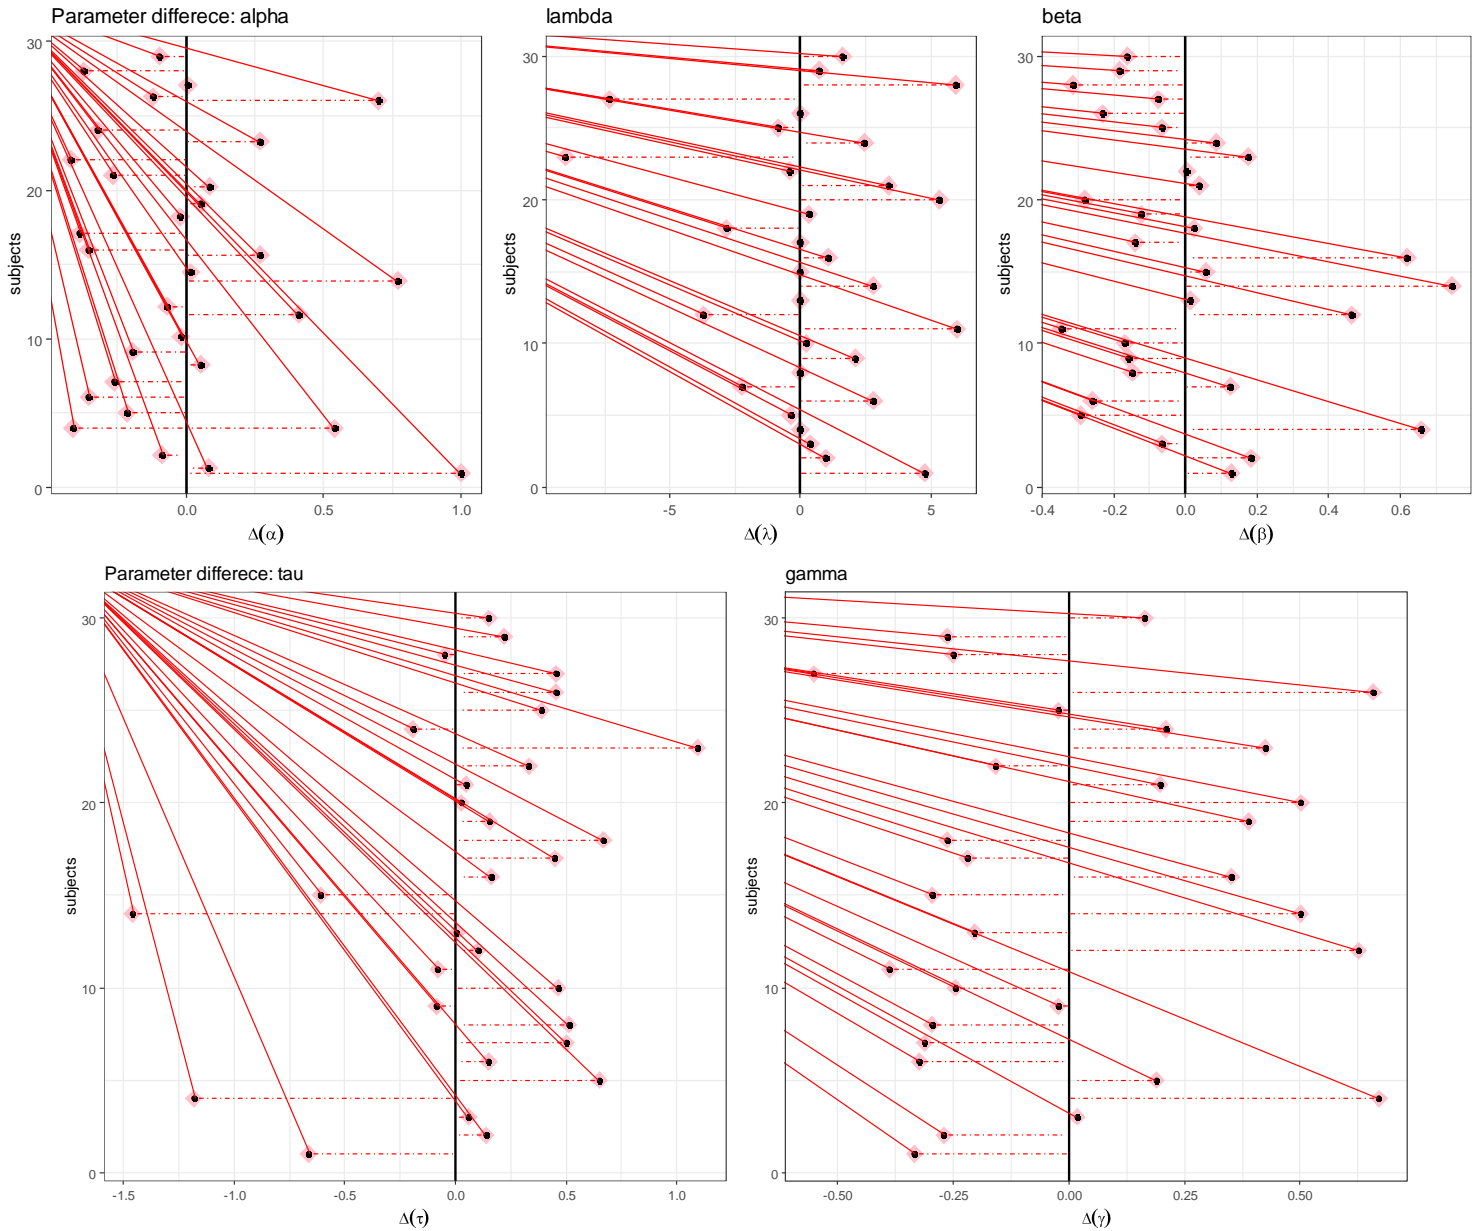 Parameter differece: alpha
lambda
beta
subjects
30
20
10
0
0.0
0.5
1.0
Δ(α)
subjects
30
20
10
0
-5
0
5
Δ(λ)
subjects
30
20
10
0
-0.4
-0.2
0.0
0.2
0.4
0.6
Δ(β)
Parameter differece: tau
gamma
subjects
30
20
10
0
-1.5
-1.0
-0.5
0.0
0.5
1.0
Δ(τ)
subjects
30
20
10
0
-0.50
-0.25
0.00
0.25
0.50
Δ(γ)